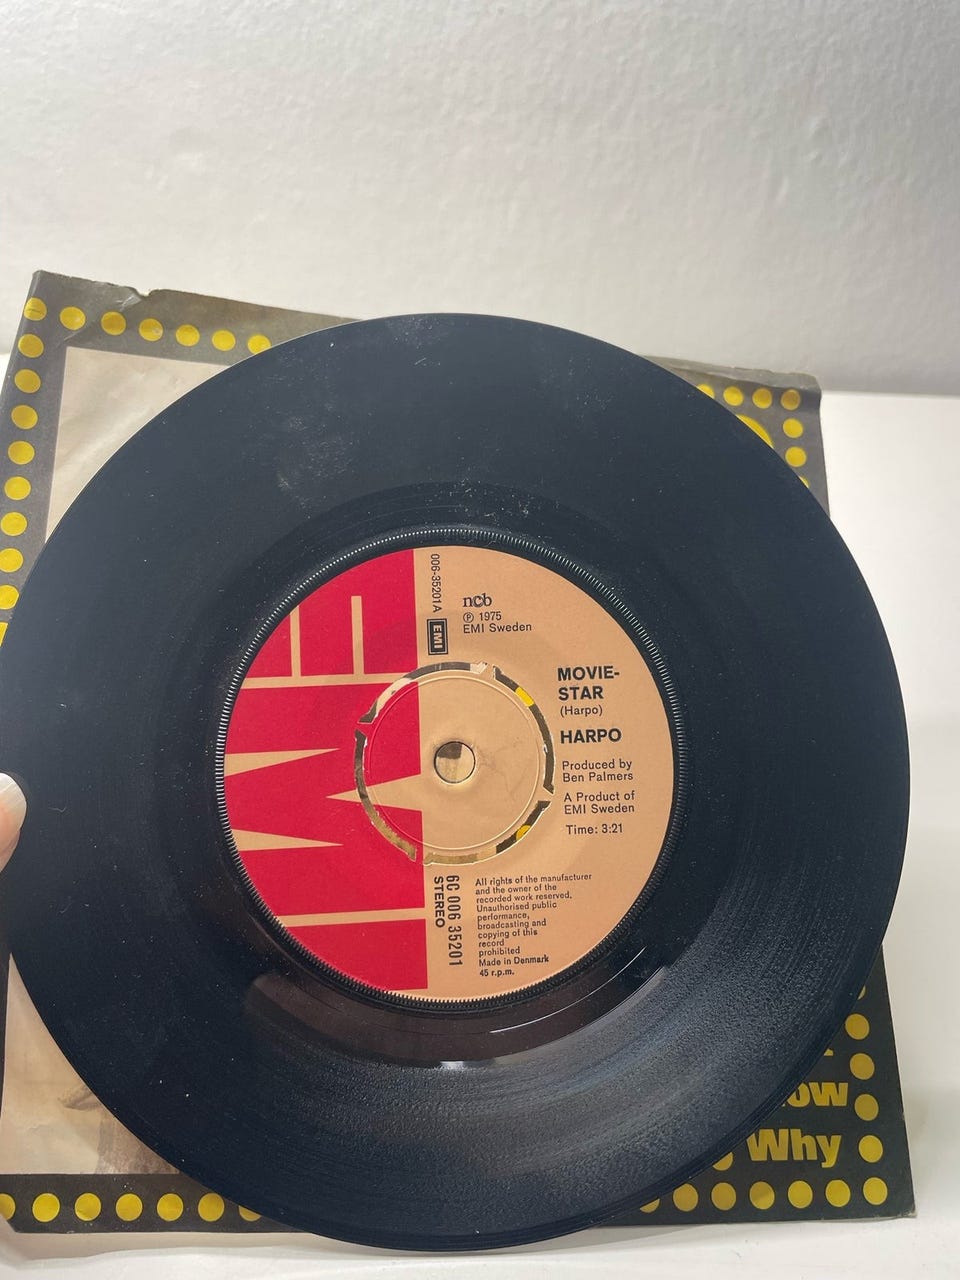 EMI
006-35201 A
EMI
ncb
Ⓟ 1975
EMI Sweden
MOVIE-
STAR
(Harpo)
HARPO
Produced by
Ben Palmers
A Product of
EMI Sweden
Time: 3:21
6C 006 35201
STEREO
All rights of the manufacturer
and the owner of the
recorded work reserved.
Unauthorised public
performance,
broadcasting and
copying of this
record
prohibited
Made in Denmark
45 r.p.m.
Why